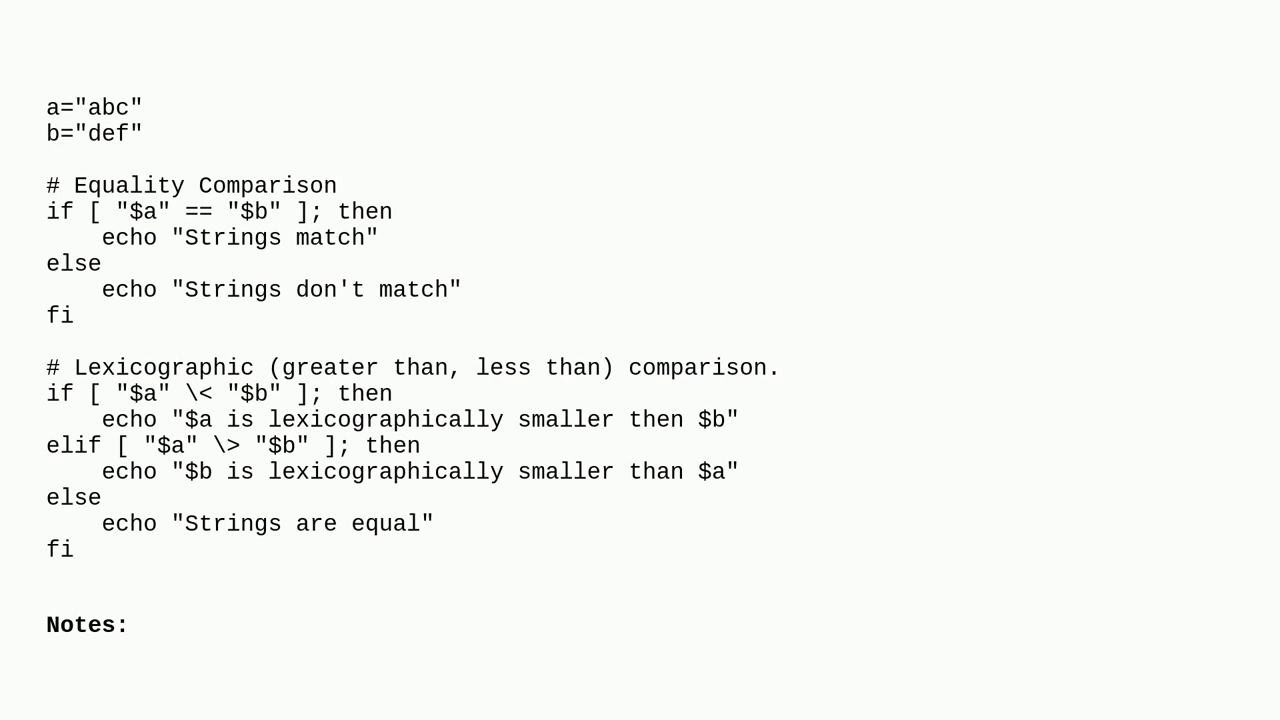 a="abc"
b="def"
# Equality Comparison
if [ "$a" == "$b" ]; then
    echo "Strings match"
else
    echo "Strings don't match"
fi
# Lexicographic (greater than, less than) comparison.
if [ "$a" \< "$b" ]; then
    echo "$a is lexicographically smaller then $b"
elif [ "$a" \> "$b" ]; then
    echo "$b is lexicographically smaller than $a"
else
    echo "Strings are equal"
fi
Notes: